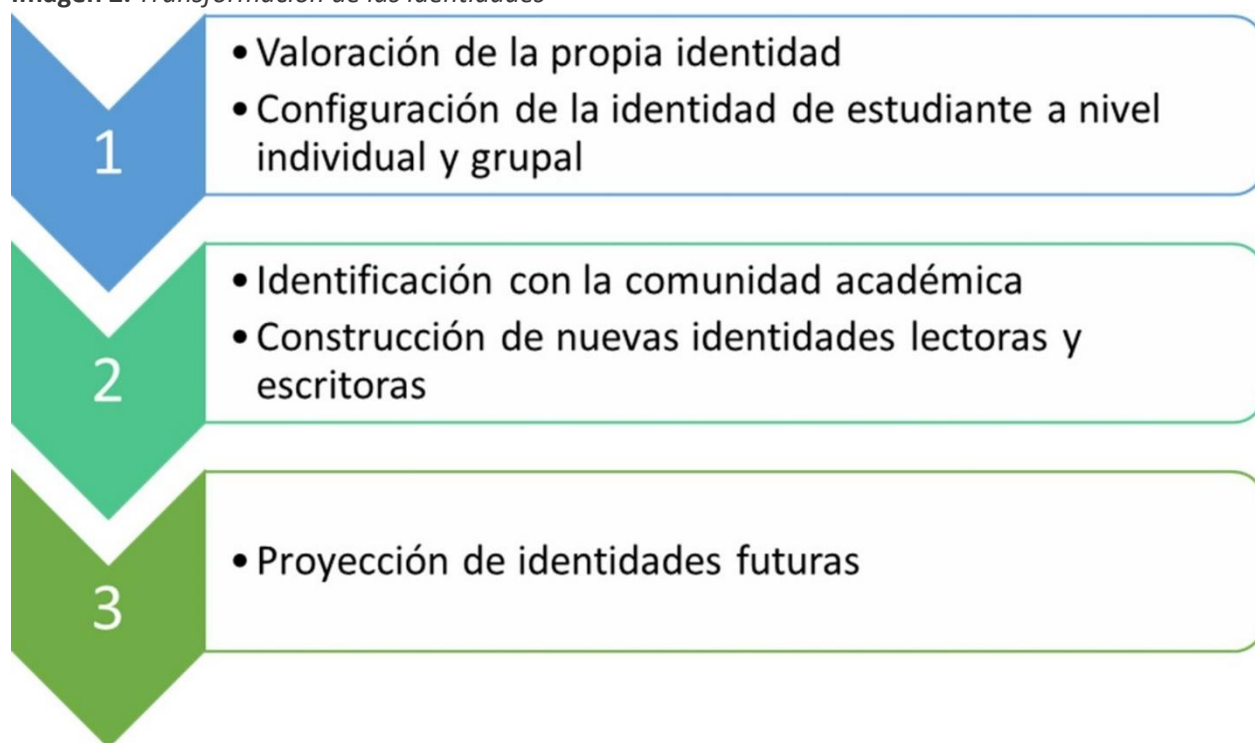 Imagen 2. Transformación de las identidades
1
• Valoración de la propia identidad
• Configuración de la identidad de estudiante a nivel
individual y grupal
2
• Identificación con la comunidad académica
• Construcción de nuevas identidades lectoras y
escritoras
3
• Proyección de identidades futuras